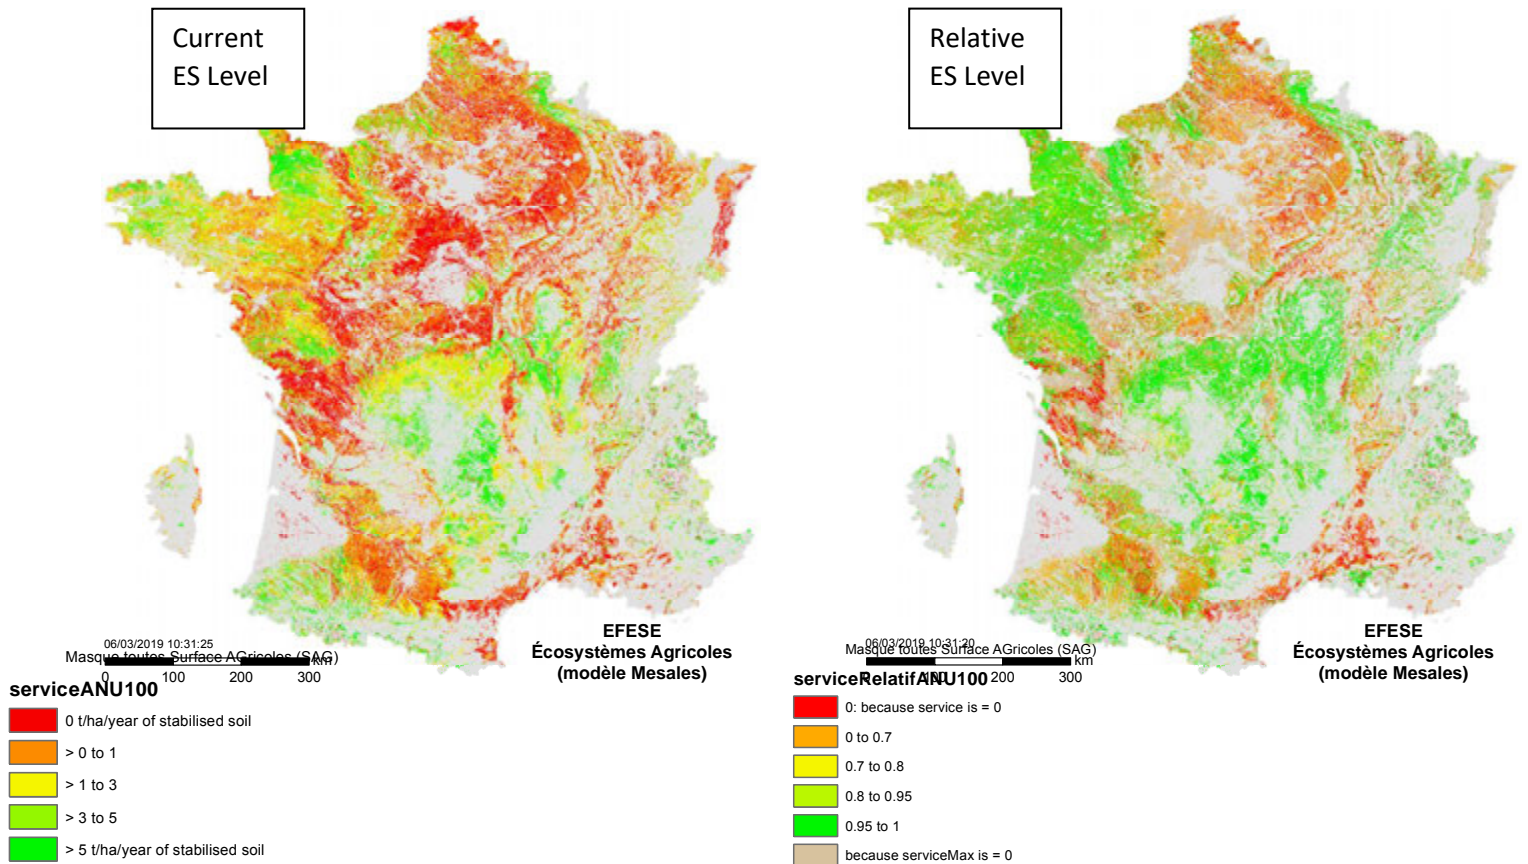 Current
ES Level
06/03/2019 10:31:25
Masque toutes Surface AGricoles (SAG)
km
0 100 200 300
EFESE
Écosystèmes Agricoles
(modèle Mesales)
serviceANU100
0 t/ha/year of stabilised soil
> 0 to 1
> 1 to 3
> 3 to 5
> 5 t/ha/year of stabilised soil
Relative
ES Level
06/03/2019 10:31:20
Masque toutes Surface AGricoles (SAG)
km
0 100 200 300
EFESE
Écosystèmes Agricoles
(modèle Mesales)
serviceRelatifANU100
0: because service is = 0
0 to 0.7
0.7 to 0.8
0.8 to 0.95
0.95 to 1
because serviceMax is = 0